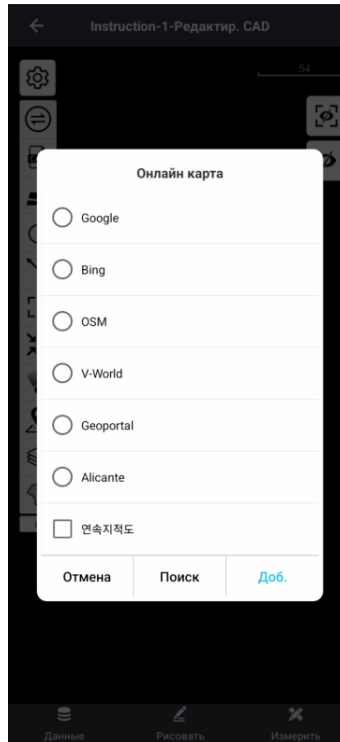 Instruction-1-Редактир. CAD
54
Онлайн карта
Google
Bing
OSM
V-World
Geoportal
Alicante
연속지적도
Отмена
Поиск
Доб.
Данные
Рисовать
Измерить